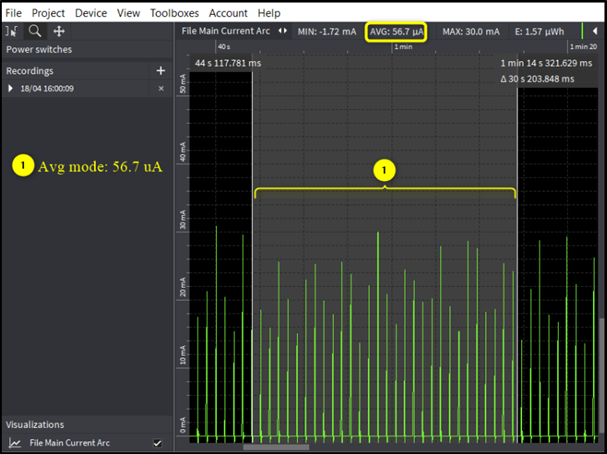 File Project Device View Toolboxes Account Help
File Main Current Arc MIN: -1.72 mA AVG: 56.7 µA MAX: 30.0 mA E: 1.57 µWh
Power switches
40 s 1 min 1 min 20
Recordings +
44 s 117.781 ms 1 min 14 s 321.629 ms
Δ 30 s 203.848 ms
18/04 16:00:09 ×
50 mA
40 mA
1 Avg mode: 56.7 uA
1
30 mA
20 mA
10 mA
0 mA
Visualizations
File Main Current Arc